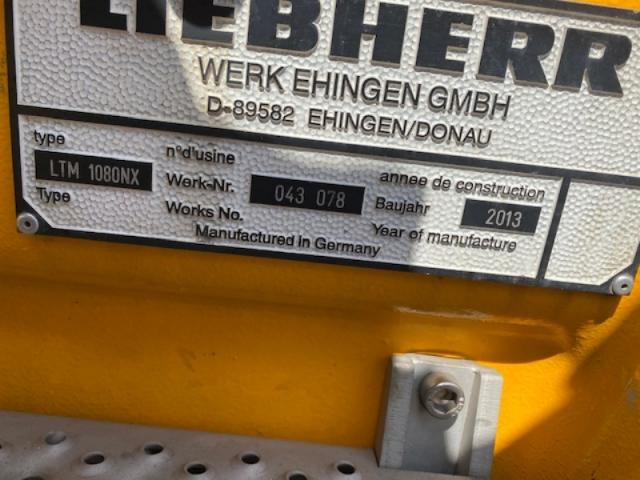 LIEBHERR
WERK EHINGEN GMBH
D-89582 EHINGEN/DONAU
type
LTM 1080NX
Type
n°d'usine
Werk-Nr. 043 078
Works No.
annee de construction
Baujahr 2013
Year of manufacture
Manufactured in Germany